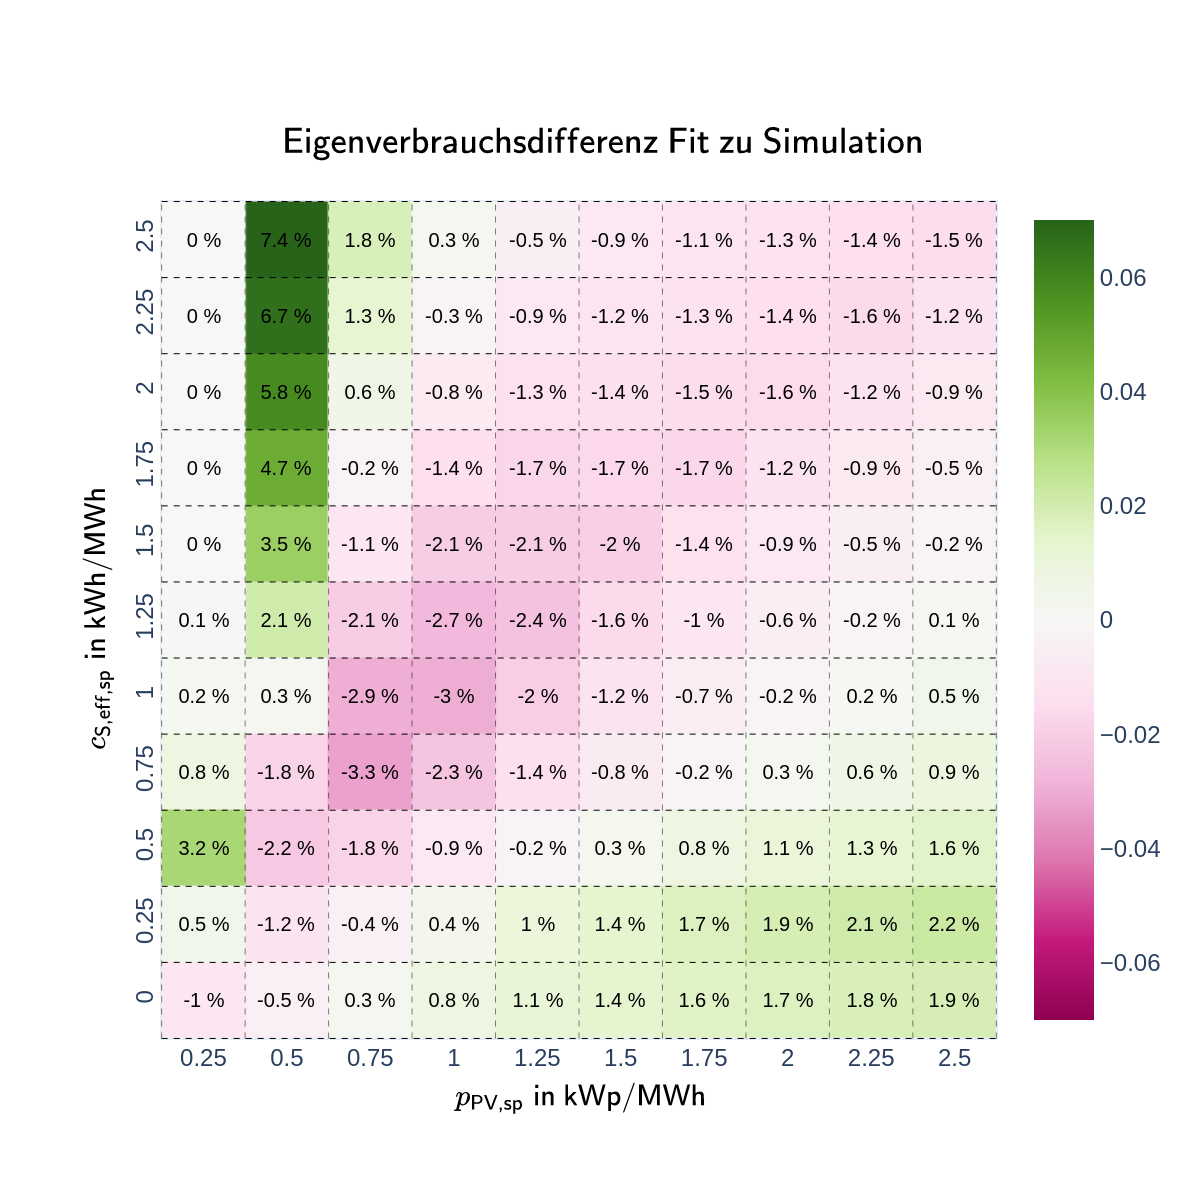 Eigenverbrauchsdifferenz Fit zu Simulation
2.5 0 % 7.4 % 1.8 % 0.3 % -0.5 % -0.9 % -1.1 % -1.3 % -1.4 % -1.5 %
2.25 0 % 6.7 % 1.3 % -0.3 % -0.9 % -1.2 % -1.3 % -1.4 % -1.6 % -1.2 %
2 0 % 5.8 % 0.6 % -0.8 % -1.3 % -1.4 % -1.5 % -1.6 % -1.2 % -0.9 %
1.75 0 % 4.7 % -0.2 % -1.4 % -1.7 % -1.7 % -1.7 % -1.2 % -0.9 % -0.5 %
1.5 0 % 3.5 % -1.1 % -2.1 % -2.1 % -2 % -1.4 % -0.9 % -0.5 % -0.2 %
1.25 0.1 % 2.1 % -2.1 % -2.7 % -2.4 % -1.6 % -1 % -0.6 % -0.2 % 0.1 %
1 0.2 % 0.3 % -2.9 % -3 % -2 % -1.2 % -0.7 % -0.2 % 0.2 % 0.5 %
0.75 0.8 % -1.8 % -3.3 % -2.3 % -1.4 % -0.8 % -0.2 % 0.3 % 0.6 % 0.9 %
0.5 3.2 % -2.2 % -1.8 % -0.9 % -0.2 % 0.3 % 0.8 % 1.1 % 1.3 % 1.6 %
0.25 0.5 % -1.2 % -0.4 % 0.4 % 1 % 1.4 % 1.7 % 1.9 % 2.1 % 2.2 %
0 -1 % -0.5 % 0.3 % 0.8 % 1.1 % 1.4 % 1.6 % 1.7 % 1.8 % 1.9 %
0.25 0.5 0.75 1 1.25 1.5 1.75 2 2.25 2.5
p PV,sp in kWp/MWh
c S,eff,sp in kWh/MWh
0.06
0.04
0.02
0
−0.02
−0.04
−0.06